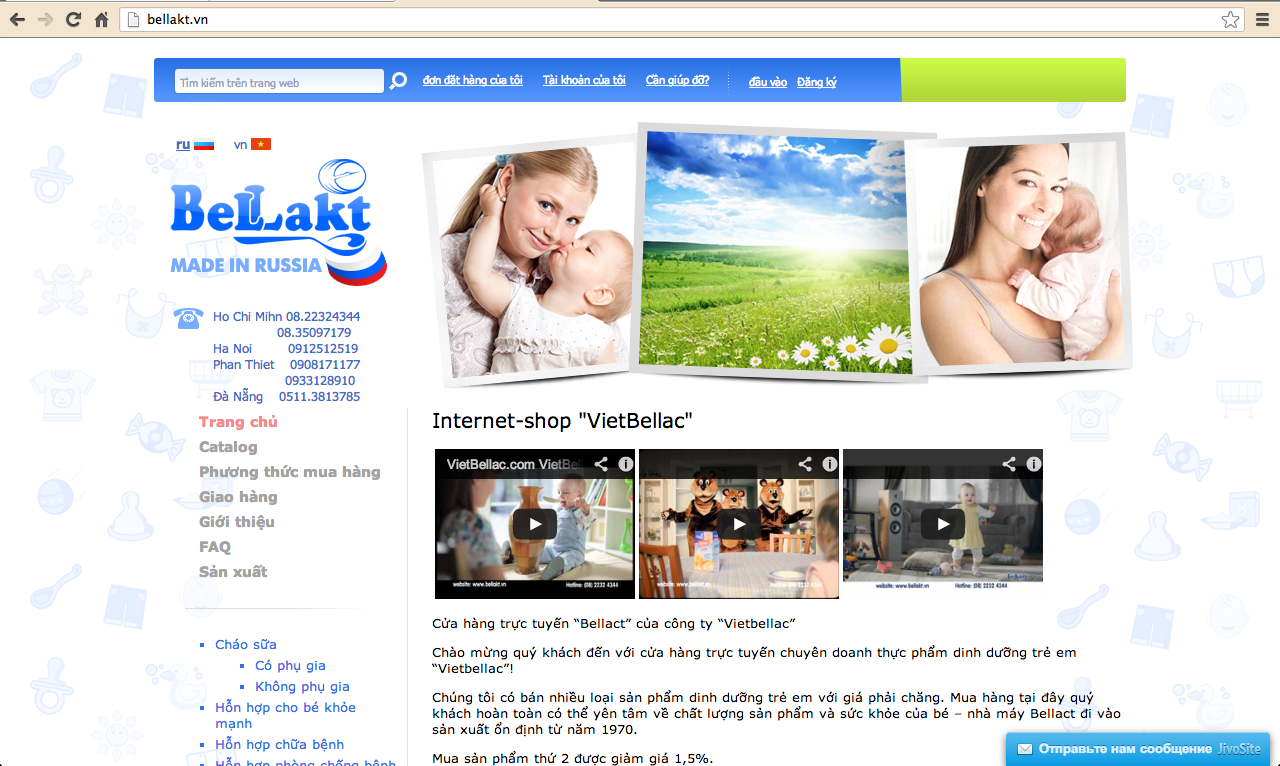 bellakt.vn
Tìm kiếm trên trang web
đơn đặt hàng của tôi Tài khoản của tôi Cần giúp đỡ? đầu vào Đăng ký
ru vn
BeLLakt
MADE IN RUSSIA
Ho Chi Mihn 08.22324344
08.35097179
Ha Noi 0912512519
Phan Thiet 0908171177
0933128910
Đà Nẵng 0511.3813785
Trang chủ
Catalog
Phương thức mua hàng
Giao hàng
Giới thiệu
FAQ
Sản xuất
Cháo sữa
Có phụ gia
Không phụ gia
Hỗn hợp cho bé khỏe
mạnh
Hỗn hợp chữa bệnh
Hỗn hợp phòng chống bệnh
Internet-shop "VietBellac"
VietBellac.com VietBell
website: www.bellakt.vn Hotline: (08) 2232 4344
website: www.bellakt.vn Hotline: (08) 2232 4344
website: www.bellakt.vn Hotline: (08) 2232 4344
Cửa hàng trực tuyến “Bellact” của công ty “Vietbellac”
Chào mừng quý khách đến với cửa hàng trực tuyến chuyên doanh thực phẩm dinh dưỡng trẻ em
“Vietbellac”!
Chúng tôi có bán nhiều loại sản phẩm dinh dưỡng trẻ em với giá phải chăng. Mua hàng tại đây quý
khách hoàn toàn có thể yên tâm về chất lượng sản phẩm và sức khỏe của bé – nhà máy Bellact đi vào
sản xuất ổn định từ năm 1970.
Mua sản phẩm thứ 2 được giảm giá 1,5%.
Отправьте нам сообщение JivoSite